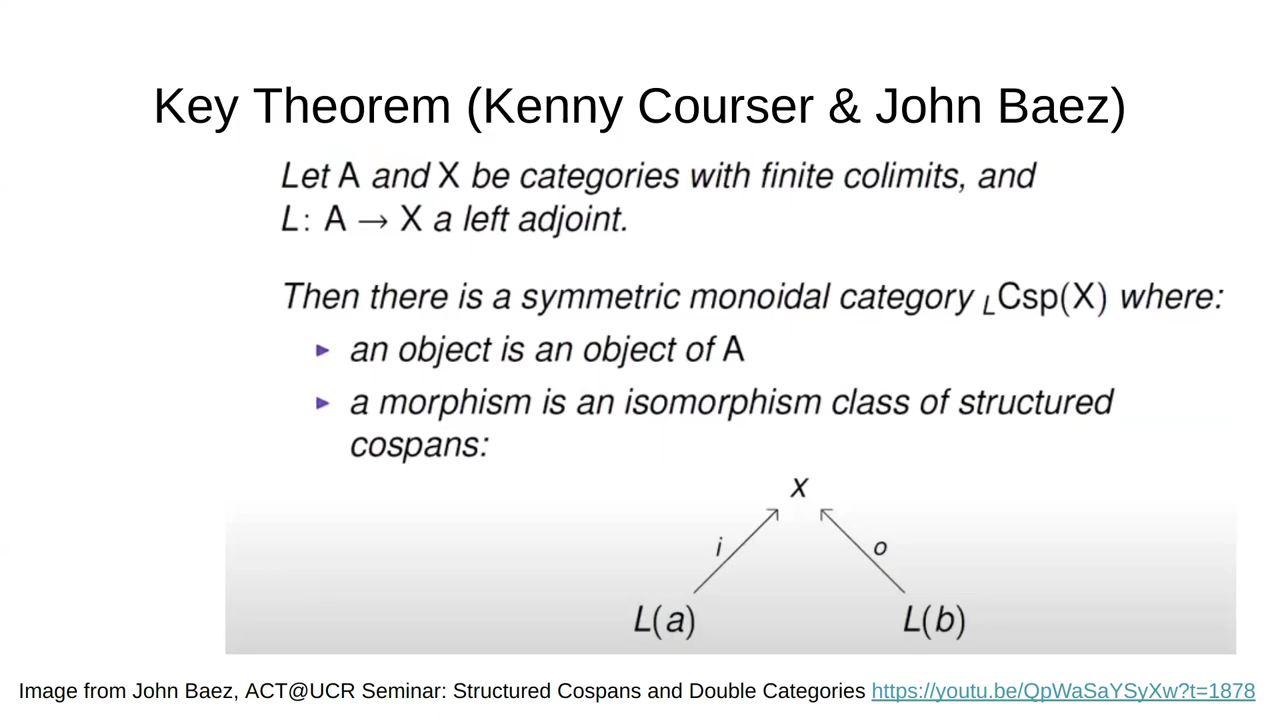 Key Theorem (Kenny Courser & John Baez)
Let A and X be categories with finite colimits, and
L: A → X a left adjoint.
Then there is a symmetric monoidal category LCsp(X) where:
► an object is an object of A
► a morphism is an isomorphism class of structured
cospans:
x
i o
L(a) L(b)
Image from John Baez, ACT@UCR Seminar: Structured Cospans and Double Categories https://youtu.be/QpWaSaYSyXw?t=1878